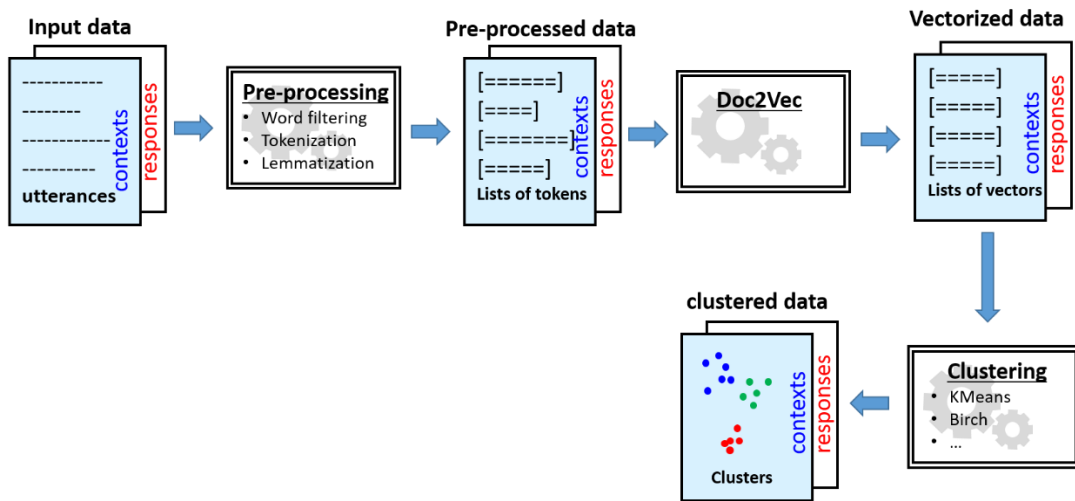 Input data
------------
---------
-------------
-----------
utterances
contexts
responses
Pre-processing
• Word filtering
• Tokenization
• Lemmatization
Pre-processed data
[======]
[====]
[=======]
[=====]
Lists of tokens
contexts
responses
Doc2Vec
Vectorized data
[=====]
[=====]
[=====]
[=====]
Lists of vectors
contexts
responses
Clustering
• KMeans
• Birch
• ...
clustered data
Clusters
contexts
responses